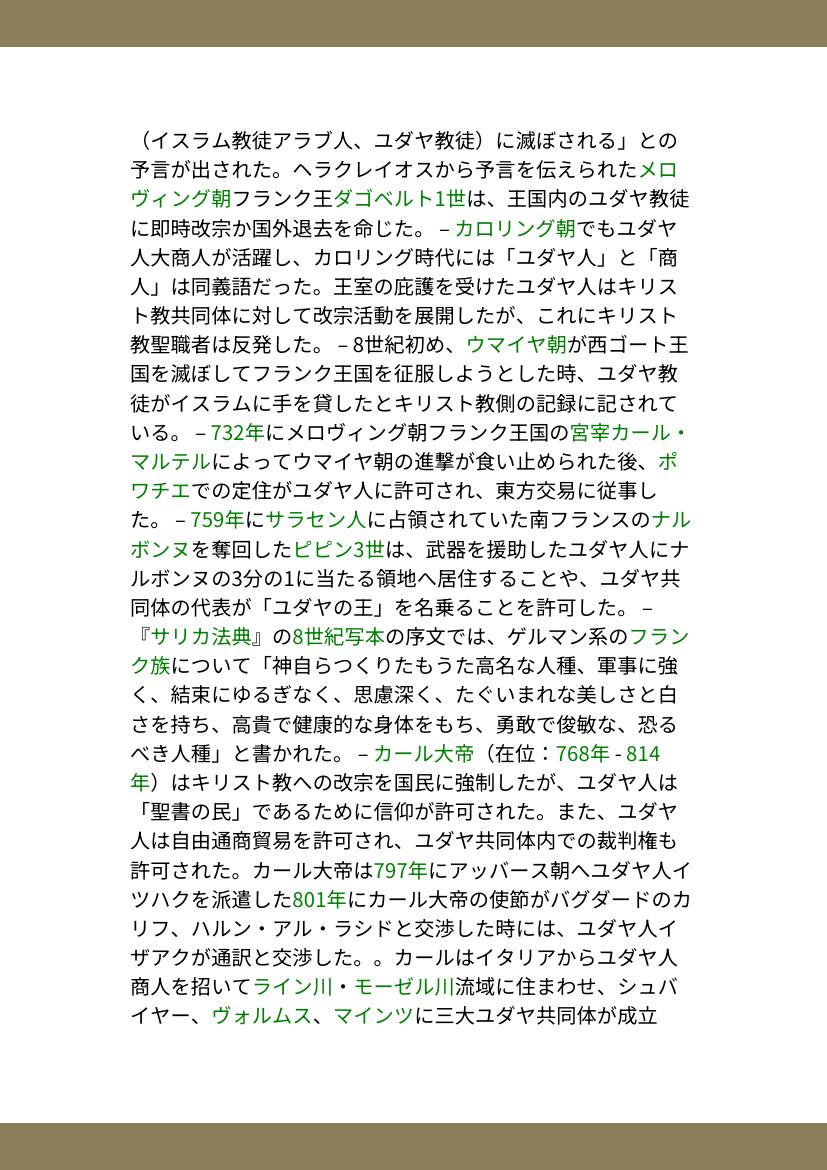 （イスラム教徒アラブ人、ユダヤ教徒）に滅ぼされる」との
予言が出された。ヘラクレイオスから予言を伝えられたメロ
ヴィング朝フランク王ダゴベルト1世は、王国内のユダヤ教徒
に即時改宗か国外退去を命じた。 – カロリング朝でもユダヤ
人大商人が活躍し、カロリング時代には「ユダヤ人」と「商
人」は同義語だった。王室の庇護を受けたユダヤ人はキリス
ト教共同体に対して改宗活動を展開したが、これにキリスト
教聖職者は反発した。 – 8世紀初め、ウマイヤ朝が西ゴート王
国を滅ぼしてフランク王国を征服しようとした時、ユダヤ教
徒がイスラムに手を貸したとキリスト教側の記録に記されて
いる。 – 732年にメロヴィング朝フランク王国の宮宰カール・
マルテルによってウマイヤ朝の進撃が食い止められた後、ポ
ワチエでの定住がユダヤ人に許可され、東方交易に従事し
た。 – 759年にサラセン人に占領されていた南フランスのナル
ボンヌを奪回したピピン3世は、武器を援助したユダヤ人にナ
ルボンヌの3分の1に当たる領地へ居住することや、ユダヤ共
同体の代表が「ユダヤの王」を名乗ることを許可した。 –
『サリカ法典』の8世紀写本の序文では、ゲルマン系のフラン
ク族について「神自らつくりたもうた高名な人種、軍事に強
く、結束にゆるぎなく、思慮深く、たぐいまれな美しさと白
さを持ち、高貴で健康的な身体をもち、勇敢で俊敏な、恐る
べき人種」と書かれた。 – カール大帝（在位：768年 - 814
年）はキリスト教への改宗を国民に強制したが、ユダヤ人は
「聖書の民」であるために信仰が許可された。また、ユダヤ
人は自由通商貿易を許可され、ユダヤ共同体内での裁判権も
許可された。カール大帝は797年にアッバース朝へユダヤ人イ
ツハクを派遣した801年にカール大帝の使節がバグダードのカ
リフ、ハルン・アル・ラシドと交渉した時には、ユダヤ人イ
ザアクが通訳と交渉した。。カールはイタリアからユダヤ人
商人を招いてライン川・モーゼル川流域に住まわせ、シュパ
イヤー、ヴォルムス、マインツに三大ユダヤ共同体が成立